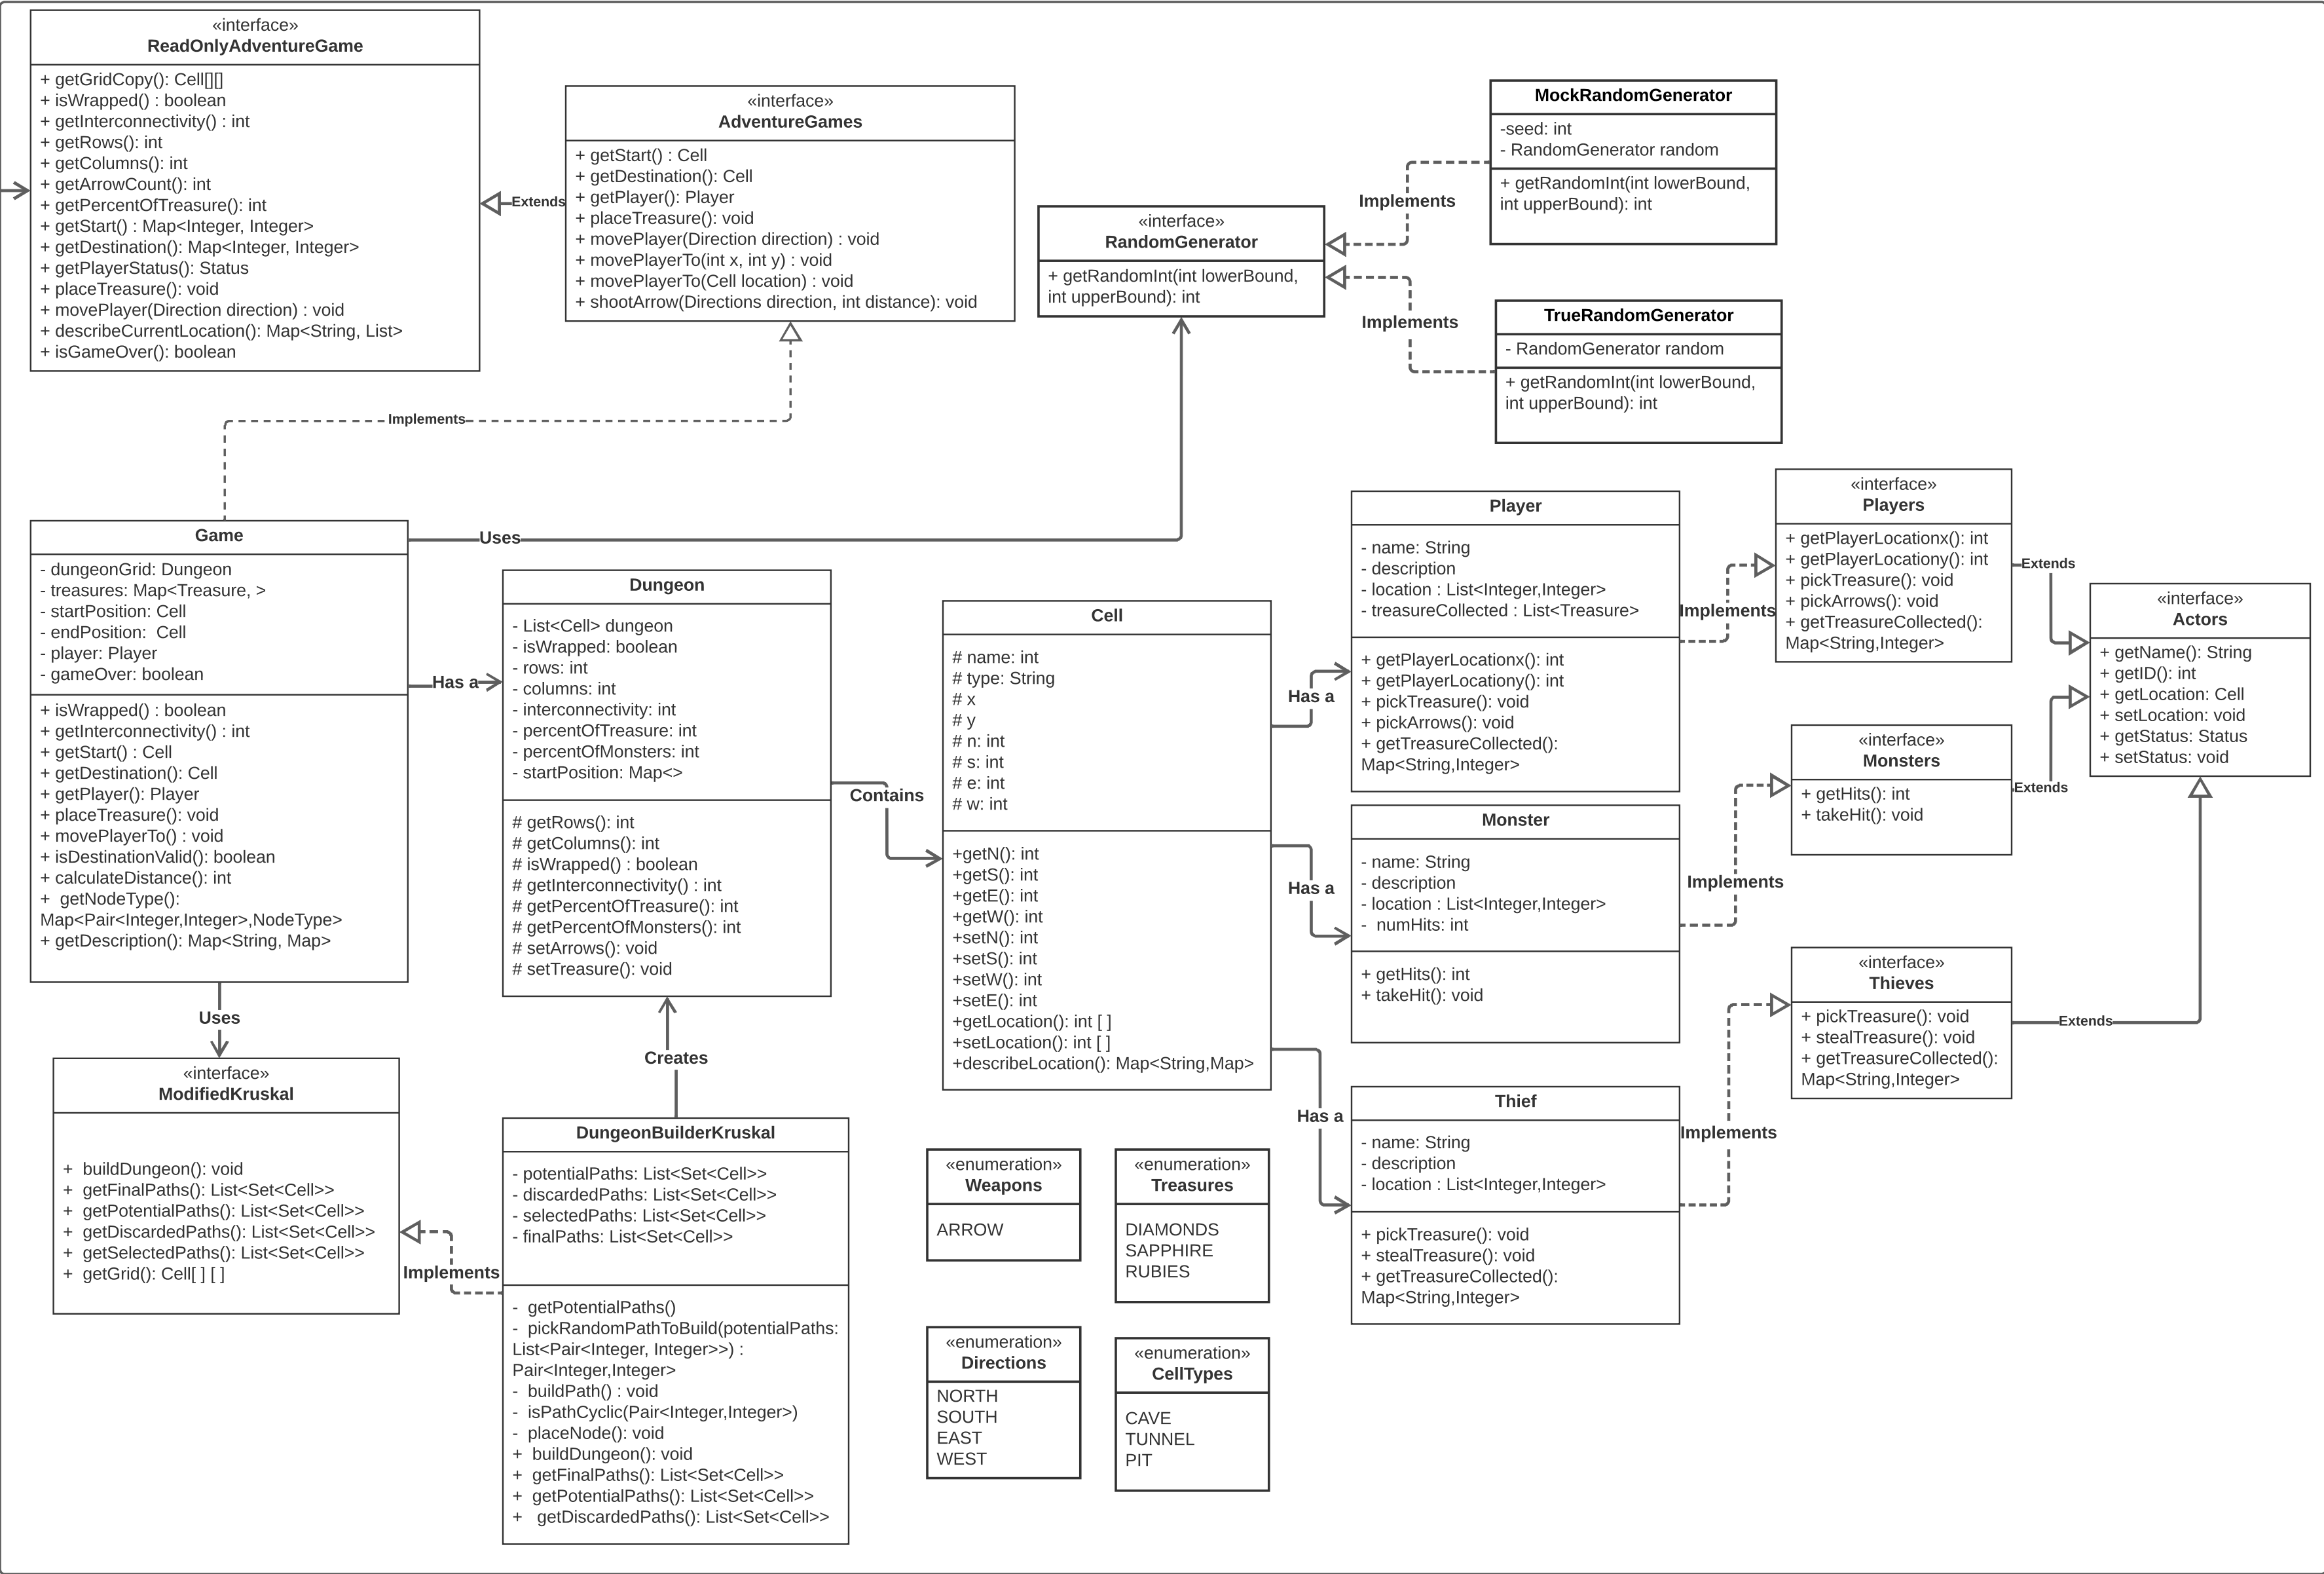 «interface»
ReadOnlyAdventureGame
+ getGridCopy(): Cell[][]
+ isWrapped() : boolean
+ getInterconnectivity() : int
+ getRows(): int
+ getColumns(): int
+ getArrowCount(): int
+ getPercentOfTreasure(): int
+ getStart() : Map<Integer, Integer>
+ getDestination(): Map<Integer, Integer>
+ getPlayerStatus(): Status
+ placeTreasure(): void
+ movePlayer(Direction direction) : void
+ describeCurrentLocation(): Map<String, List>
+ isGameOver(): boolean
Extends
«interface»
AdventureGames
+ getStart() : Cell
+ getDestination(): Cell
+ getPlayer(): Player
+ placeTreasure(): void
+ movePlayer(Direction direction) : void
+ movePlayerTo(int x, int y) : void
+ movePlayerTo(Cell location) : void
+ shootArrow(Directions direction, int distance): void
Implements
«interface»
RandomGenerator
+ getRandomInt(int lowerBound,
int upperBound): int
Implements
Implements
MockRandomGenerator
-seed: int
- RandomGenerator random
+ getRandomInt(int lowerBound,
int upperBound): int
TrueRandomGenerator
- RandomGenerator random
+ getRandomInt(int lowerBound,
int upperBound): int
Game
- dungeonGrid: Dungeon
- treasures: Map<Treasure, >
- startPosition: Cell
- endPosition:  Cell
- player: Player
- gameOver: boolean
+ isWrapped() : boolean
+ getInterconnectivity() : int
+ getStart() : Cell
+ getDestination(): Cell
+ getPlayer(): Player
+ placeTreasure(): void
+ movePlayerTo() : void
+ isDestinationValid(): boolean
+ calculateDistance(): int
+  getNodeType():
Map<Pair<Integer,Integer>,NodeType>
+ getDescription(): Map<String, Map>
Uses
Has a
Uses
Dungeon
- List<Cell> dungeon
- isWrapped: boolean
- rows: int
- columns: int
- interconnectivity: int
- percentOfTreasure: int
- percentOfMonsters: int
- startPosition: Map<>
# getRows(): int
# getColumns(): int
# isWrapped() : boolean
# getInterconnectivity() : int
# getPercentOfTreasure(): int
# getPercentOfMonsters(): int
# setArrows(): void
# setTreasure(): void
Contains
Creates
Cell
# name: int
# type: String
# x
# y
# n: int
# s: int
# e: int
# w: int
+getN(): int
+getS(): int
+getE(): int
+getW(): int
+setN(): int
+setS(): int
+setW(): int
+setE(): int
+getLocation(): int [ ]
+setLocation(): int [ ]
+describeLocation(): Map<String,Map>
Has a
Has a
Has a
Player
- name: String
- description
- location : List<Integer,Integer>
- treasureCollected : List<Treasure>
+ getPlayerLocationx(): int
+ getPlayerLocationy(): int
+ pickTreasure(): void
+ pickArrows(): void
+ getTreasureCollected():
Map<String,Integer>
Implements
«interface»
Players
+ getPlayerLocationx(): int
+ getPlayerLocationy(): int
+ pickTreasure(): void
+ pickArrows(): void
+ getTreasureCollected():
Map<String,Integer>
Extends
«interface»
Actors
+ getName(): String
+ getID(): int
+ getLocation: Cell
+ setLocation: void
+ getStatus: Status
+ setStatus: void
Monster
- name: String
- description
- location : List<Integer,Integer>
-  numHits: int
+ getHits(): int
+ takeHit(): void
Implements
«interface»
Monsters
+ getHits(): int
+ takeHit(): void
Extends
Thief
- name: String
- description
- location : List<Integer,Integer>
+ pickTreasure(): void
+ stealTreasure(): void
+ getTreasureCollected():
Map<String,Integer>
Implements
«interface»
Thieves
+ pickTreasure(): void
+ stealTreasure(): void
+ getTreasureCollected():
Map<String,Integer>
Extends
«interface»
ModifiedKruskal
+  buildDungeon(): void
+  getFinalPaths(): List<Set<Cell>>
+  getPotentialPaths(): List<Set<Cell>>
+  getDiscardedPaths(): List<Set<Cell>>
+  getSelectedPaths(): List<Set<Cell>>
+  getGrid(): Cell[ ] [ ]
Implements
DungeonBuilderKruskal
- potentialPaths: List<Set<Cell>>
- discardedPaths: List<Set<Cell>>
- selectedPaths: List<Set<Cell>>
- finalPaths: List<Set<Cell>>
-  getPotentialPaths()
-  pickRandomPathToBuild(potentialPaths:
List<Pair<Integer, Integer>>) :
Pair<Integer,Integer>
-  buildPath() : void
-  isPathCyclic(Pair<Integer,Integer>)
-  placeNode(): void
+  buildDungeon(): void
+  getFinalPaths(): List<Set<Cell>>
+  getPotentialPaths(): List<Set<Cell>>
+   getDiscardedPaths(): List<Set<Cell>>
«enumeration»
Weapons
ARROW
«enumeration»
Treasures
DIAMONDS
SAPPHIRE
RUBIES
«enumeration»
Directions
NORTH
SOUTH
EAST
WEST
«enumeration»
CellTypes
CAVE
TUNNEL
PIT